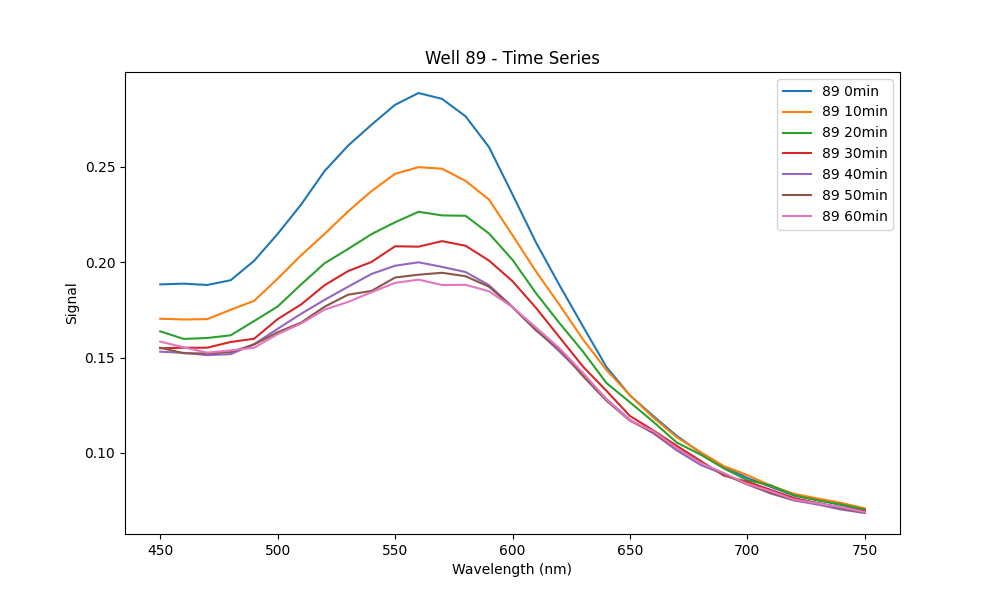 Well 89 - Time Series
89 0min
89 10min
89 20min
89 30min
89 40min
89 50min
89 60min
0.25
0.20
0.15
0.10
Signal
450 500 550 600 650 700 750
Wavelength (nm)